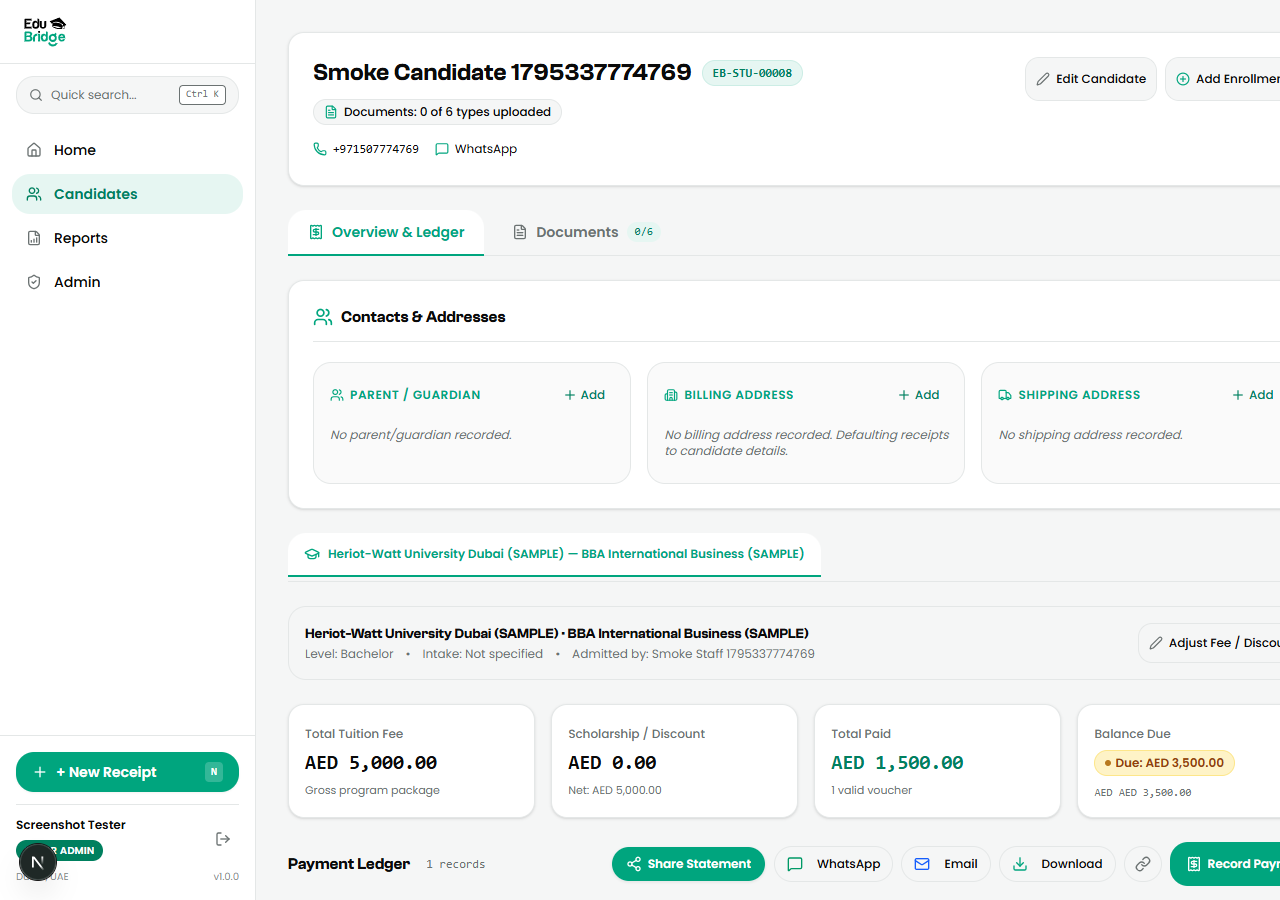 Edu
Bridge
Quick search...
Ctrl K
Home
Candidates
Reports
Admin
+ New Receipt
N
Screenshot Tester
ADMIN
N
UAE
v1.0.0
Smoke Candidate 1795337774769
EB-STU-00008
Edit Candidate
Documents: 0 of 6 types uploaded
+971507774769
WhatsApp
Overview & Ledger
Documents
0/6
Contacts & Addresses
PARENT / GUARDIAN
+ Add
No parent/guardian recorded.
BILLING ADDRESS
+ Add
No billing address recorded. Defaulting receipts
to candidate details.
SHIPPING ADDRESS
+ Add
No shipping address recorded.
Heriot-Watt University Dubai (SAMPLE) — BBA International Business (SAMPLE)
Heriot-Watt University Dubai (SAMPLE) · BBA International Business (SAMPLE)
Level: Bachelor • Intake: Not specified • Admitted by: Smoke Staff 1795337774769
Adjust Fee /
Total Tuition Fee
AED 5,000.00
Gross program package
Scholarship / Discount
AED 0.00
Net: AED 5,000.00
Total Paid
AED 1,500.00
1 valid voucher
Balance Due
Due: AED 3,500.00
AED AED 3,500.00
Payment Ledger
1 records
Share Statement
WhatsApp
Email
Download
Record
Add